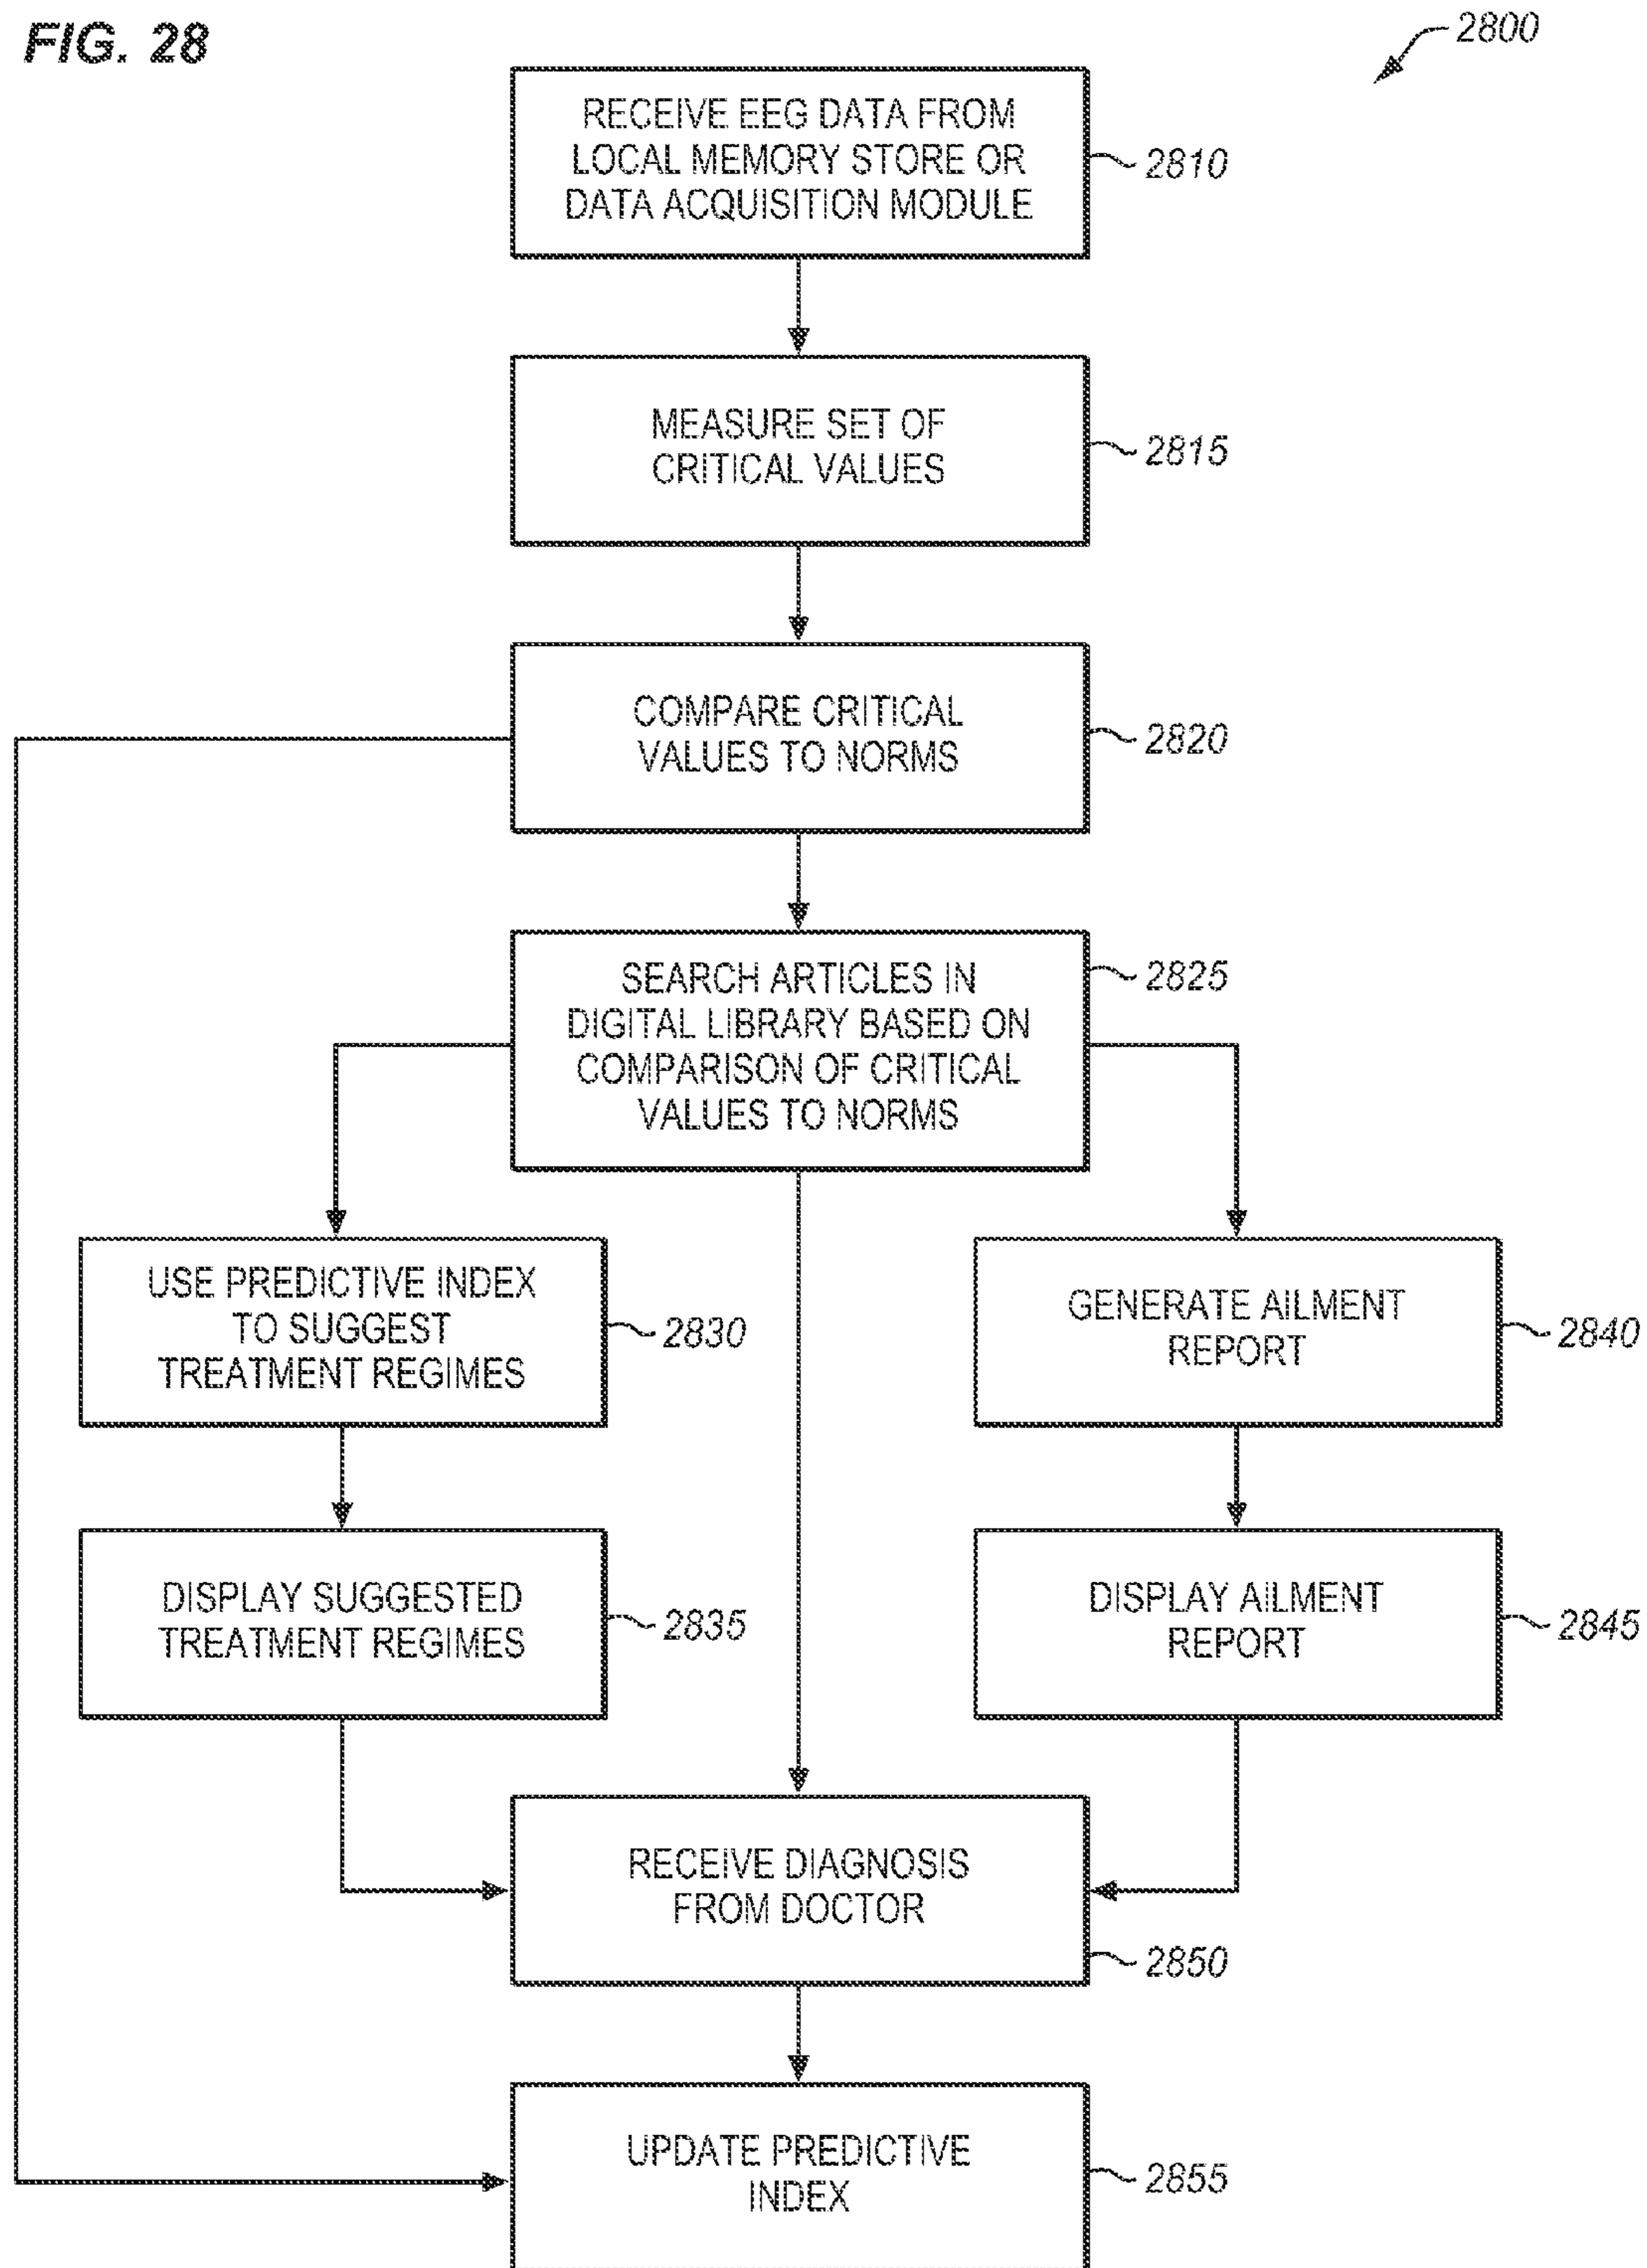 FIG. 28
2800
RECEIVE EEG DATA FROM
LOCAL MEMORY STORE OR
DATA ACQUISITION MODULE
2810
MEASURE SET OF
CRITICAL VALUES
2815
COMPARE CRITICAL
VALUES TO NORMS
2820
SEARCH ARTICLES IN
DIGITAL LIBRARY BASED ON
COMPARISON OF CRITICAL
VALUES TO NORMS
2825
USE PREDICTIVE INDEX
TO SUGGEST
TREATMENT REGIMES
2830
GENERATE AILMENT
REPORT
2840
DISPLAY SUGGESTED
TREATMENT REGIMES
2835
DISPLAY AILMENT
REPORT
2845
RECEIVE DIAGNOSIS
FROM DOCTOR
2850
UPDATE PREDICTIVE
INDEX
2855